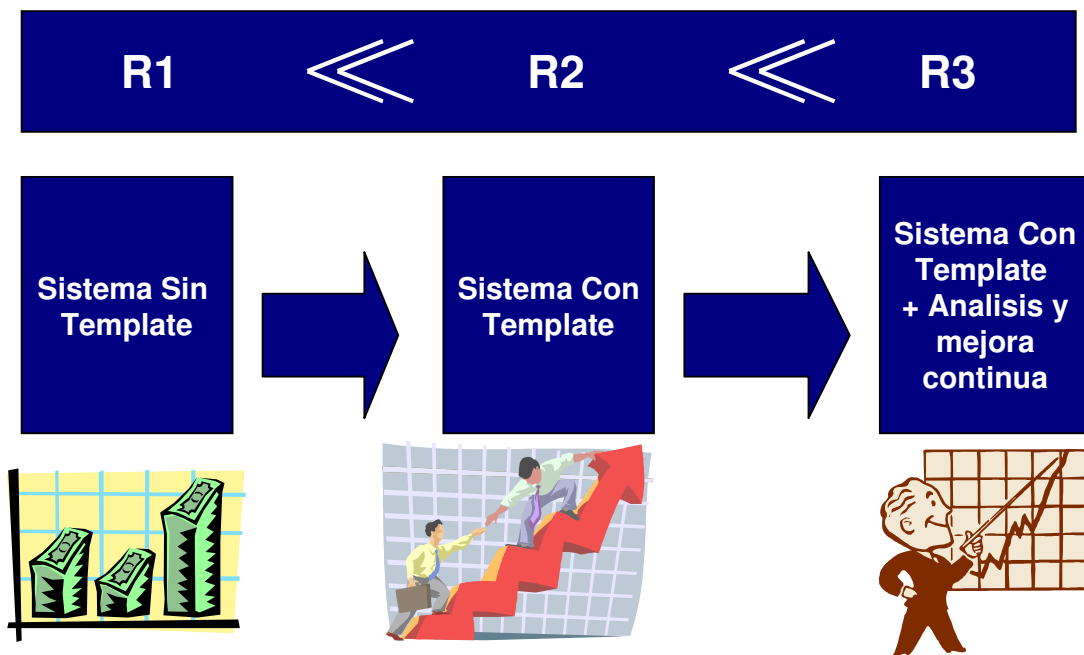 R1 << R2 << R3
Sistema Sin
Template
Sistema Con
Template
Sistema Con
Template
+ Analisis y
mejora
continua